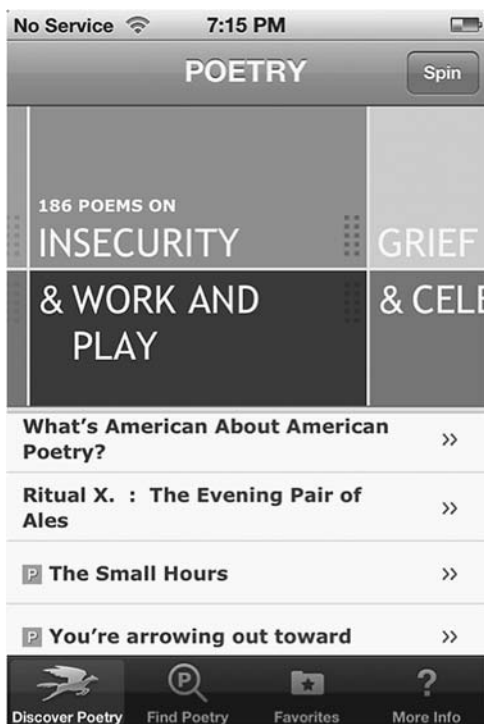 No Service 7:15 PM
POETRY
Spin
186 POEMS ON
INSECURITY
GRIEF
& WORK AND
PLAY
& CELE
What's American About American
Poetry?
»
Ritual X. : The Evening Pair of
Ales
»
P The Small Hours »
P You're arrowing out toward »
P
Discover Poetry Find Poetry Favorites More Info